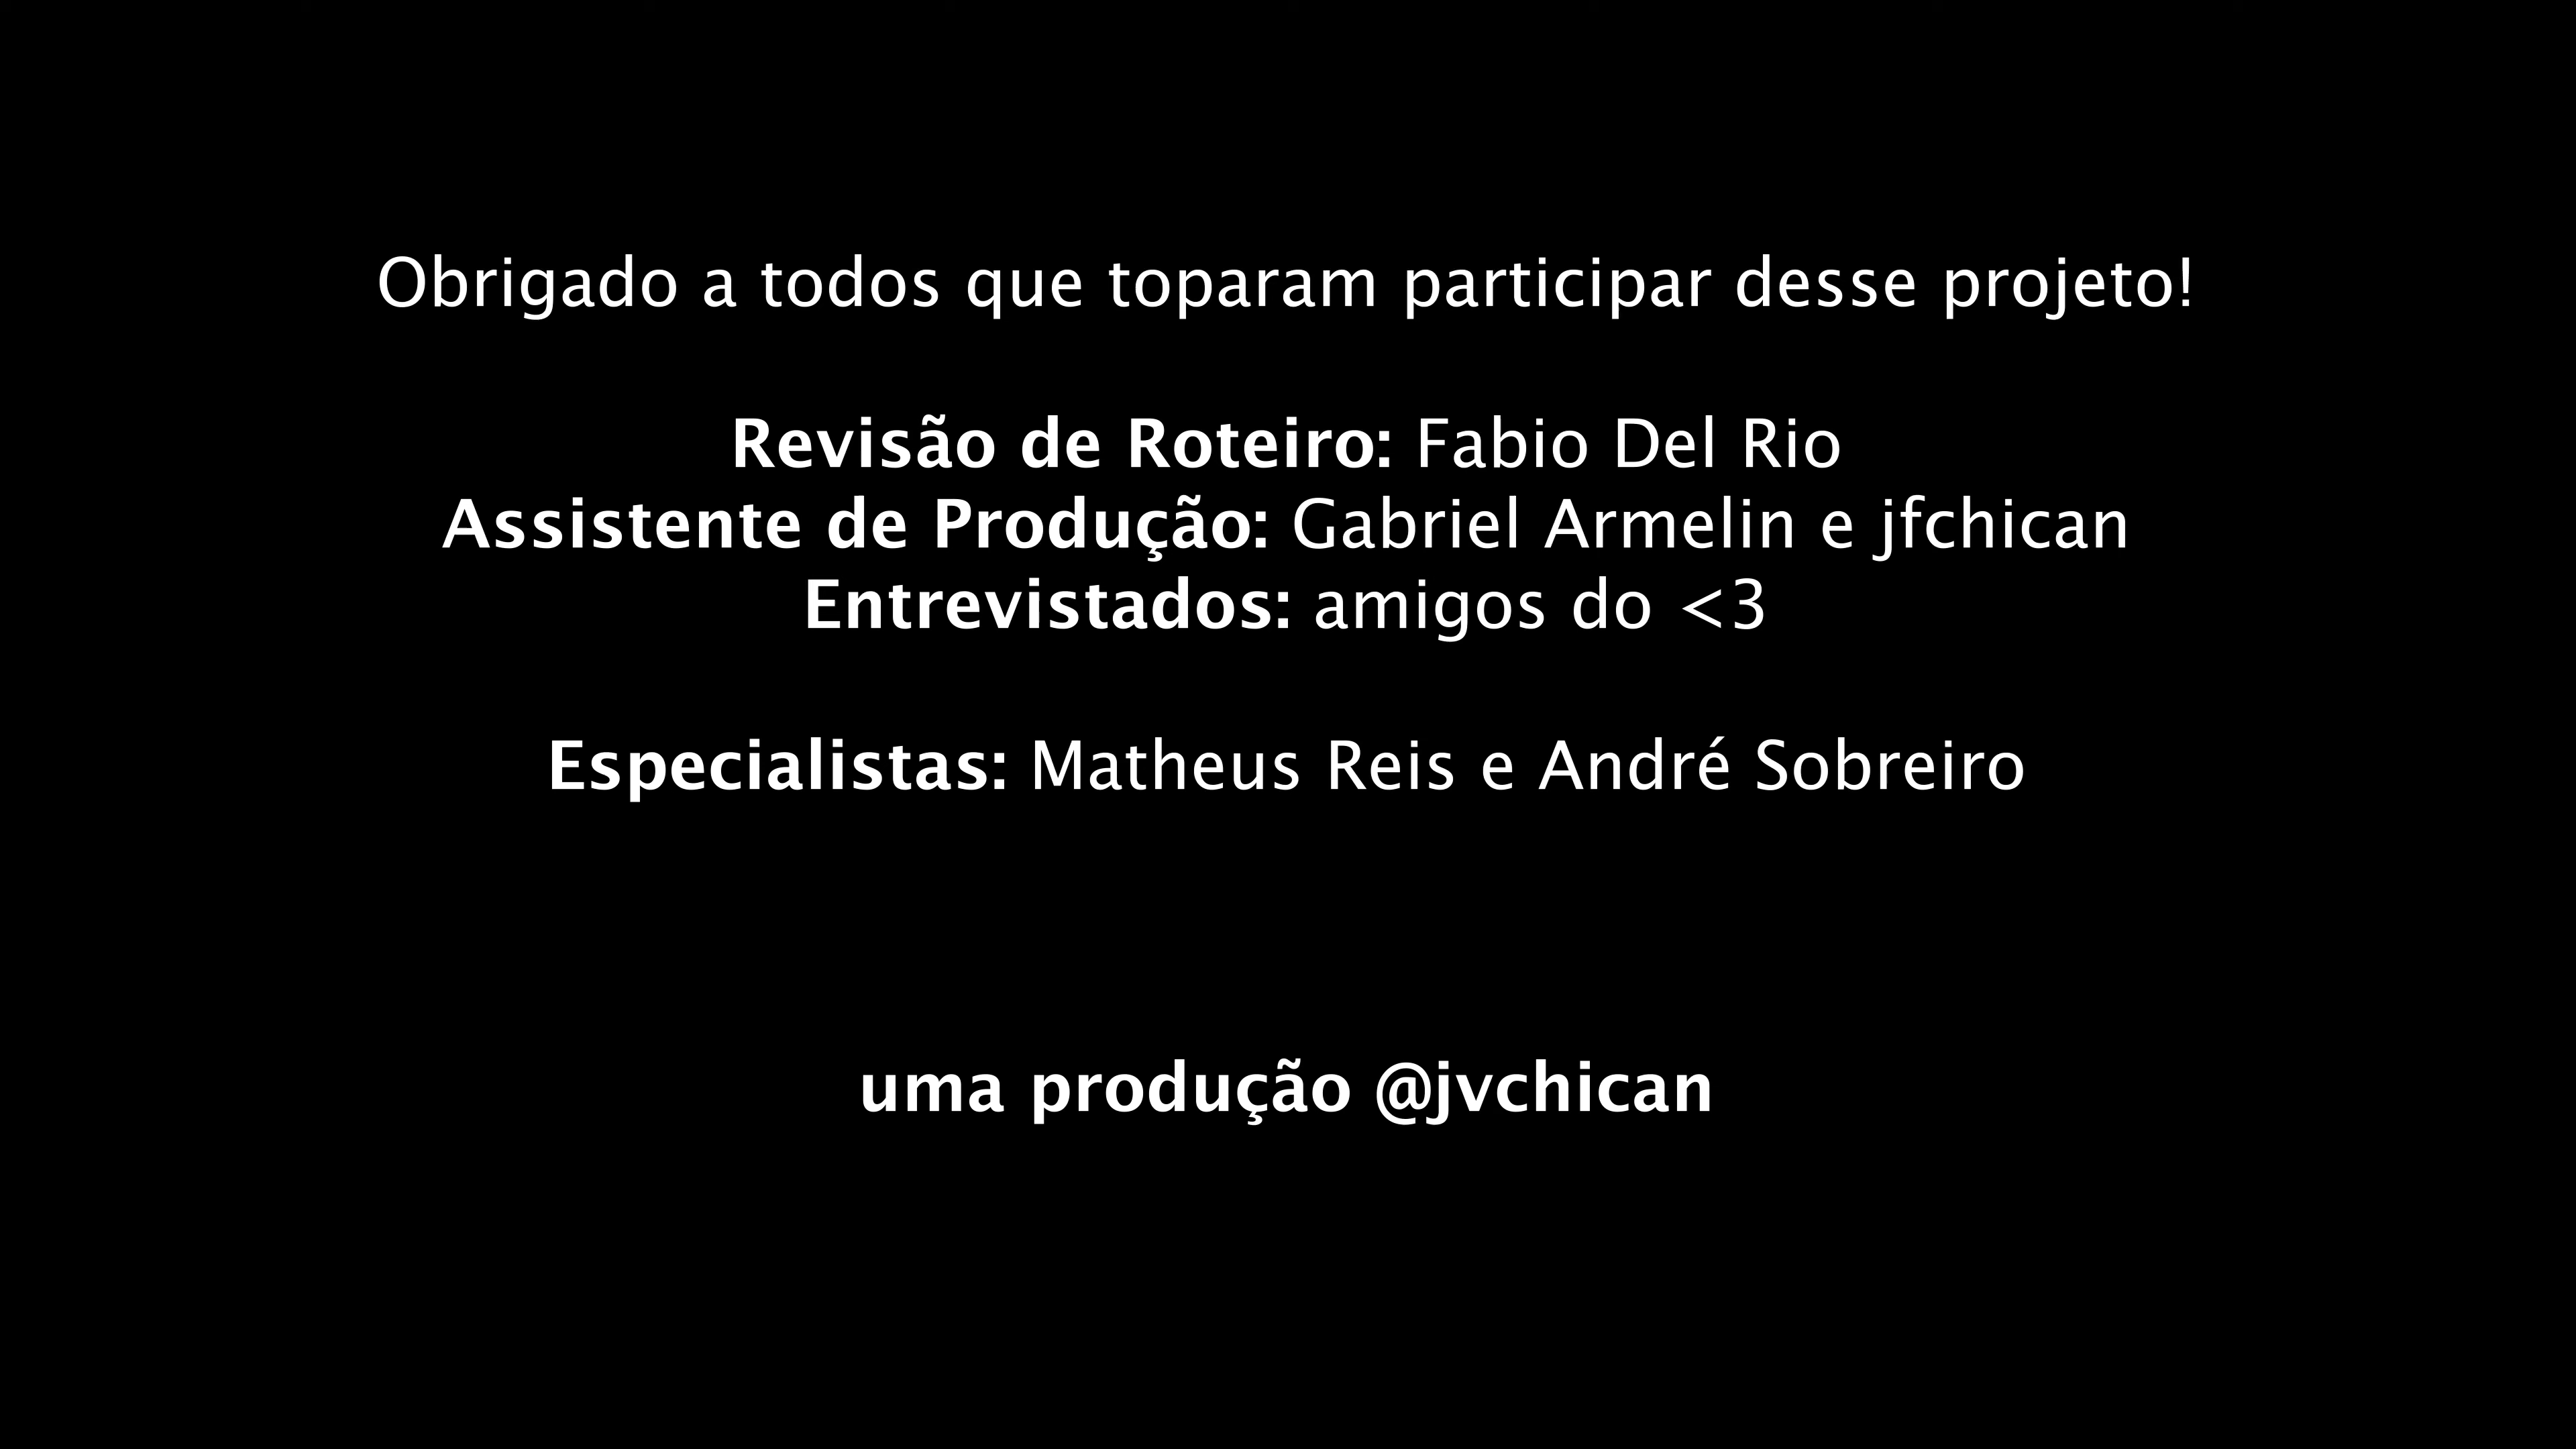 Obrigado a todos que toparam participar desse projeto!
Revisão de Roteiro: Fabio Del Rio
Assistente de Produção: Gabriel Armelin e jfchican
Entrevistados: amigos do <3
Especialistas: Matheus Reis e André Sobreiro
uma produção @jvchican